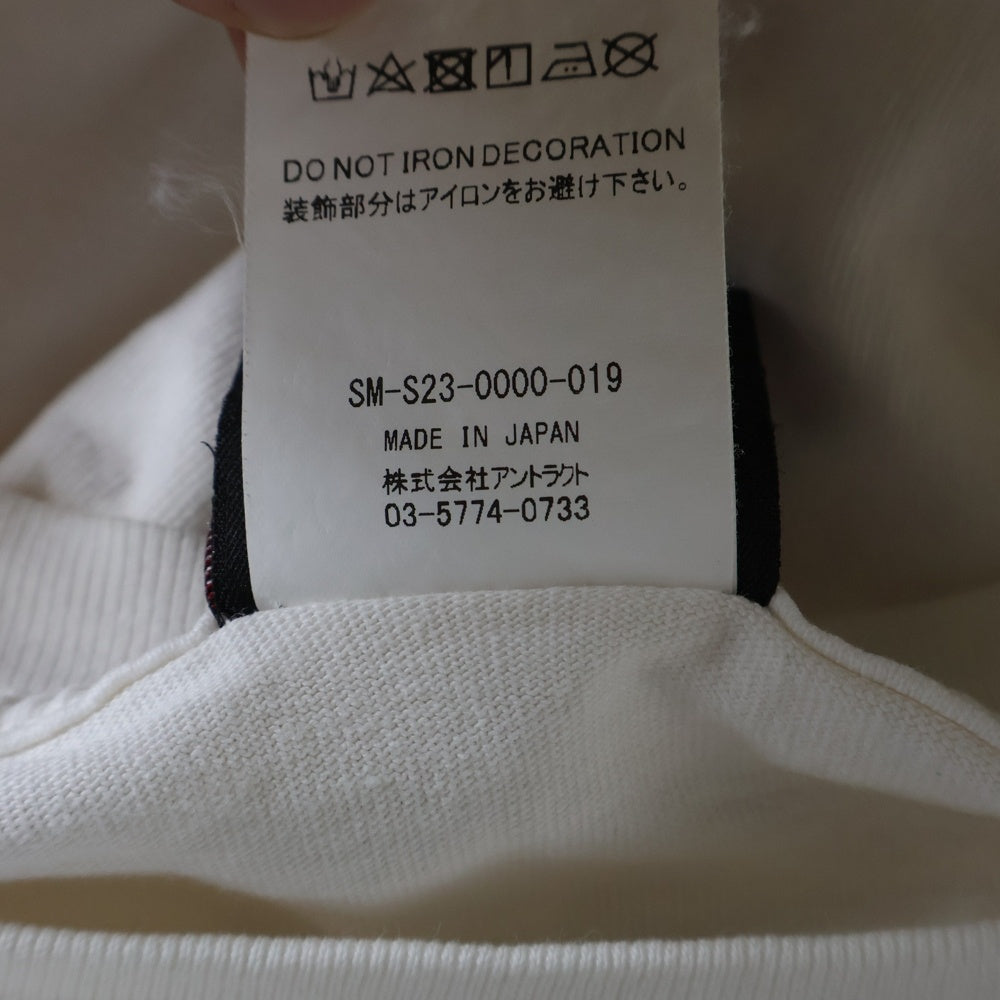 DO NOT IRON DECORATION
装飾部分はアイロンをお避け下さい。
SM-S23-0000-019
MADE IN JAPAN
株式会社アントラクト
03-5774-0733